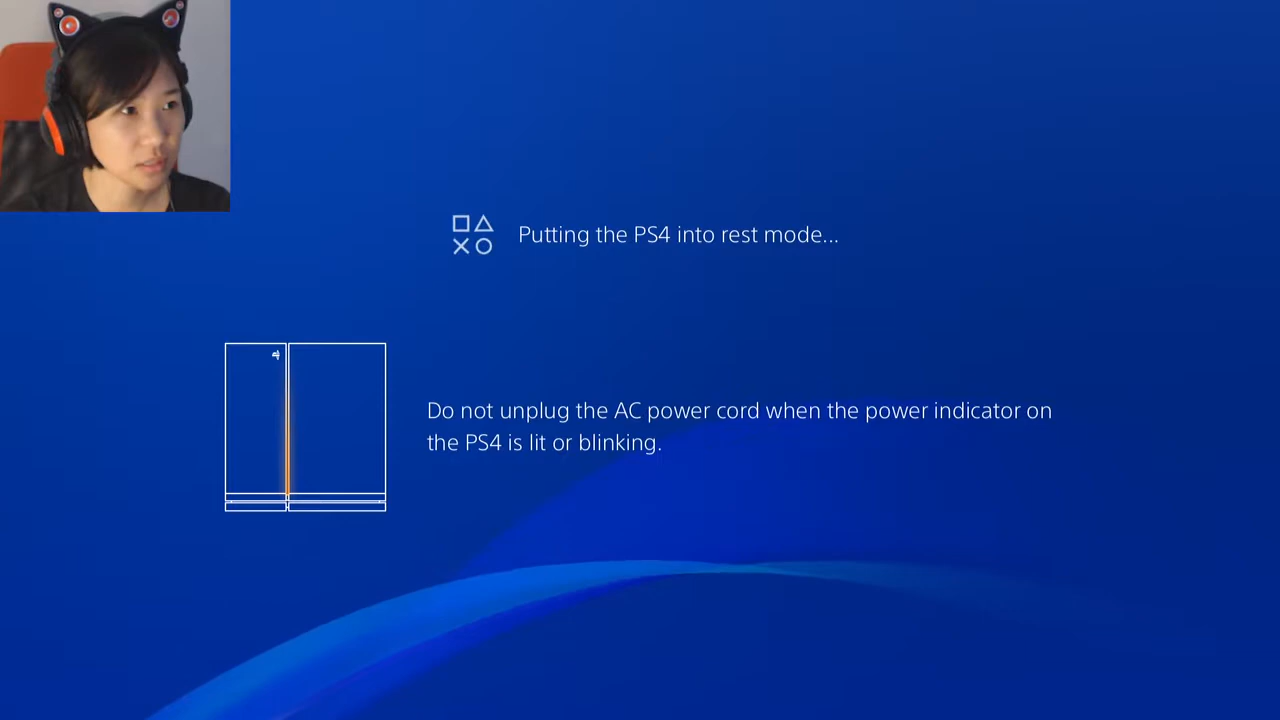 Putting the PS4 into rest mode...
Do not unplug the AC power cord when the power indicator on
the PS4 is lit or blinking.